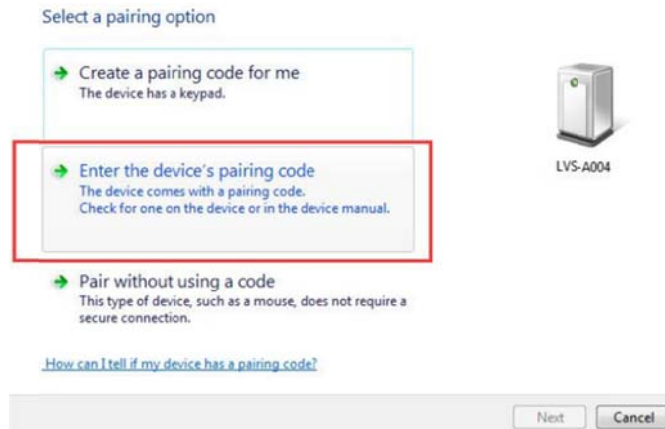 Select a pairing option
Create a pairing code for me
The device has a keypad.
Enter the device's pairing code
The device comes with a pairing code.
Check for one on the device or in the device manual.
LVS-A004
Pair without using a code
This type of device, such as a mouse, does not require a
secure connection.
How can I tell if my device has a pairing code?
Next
Cancel